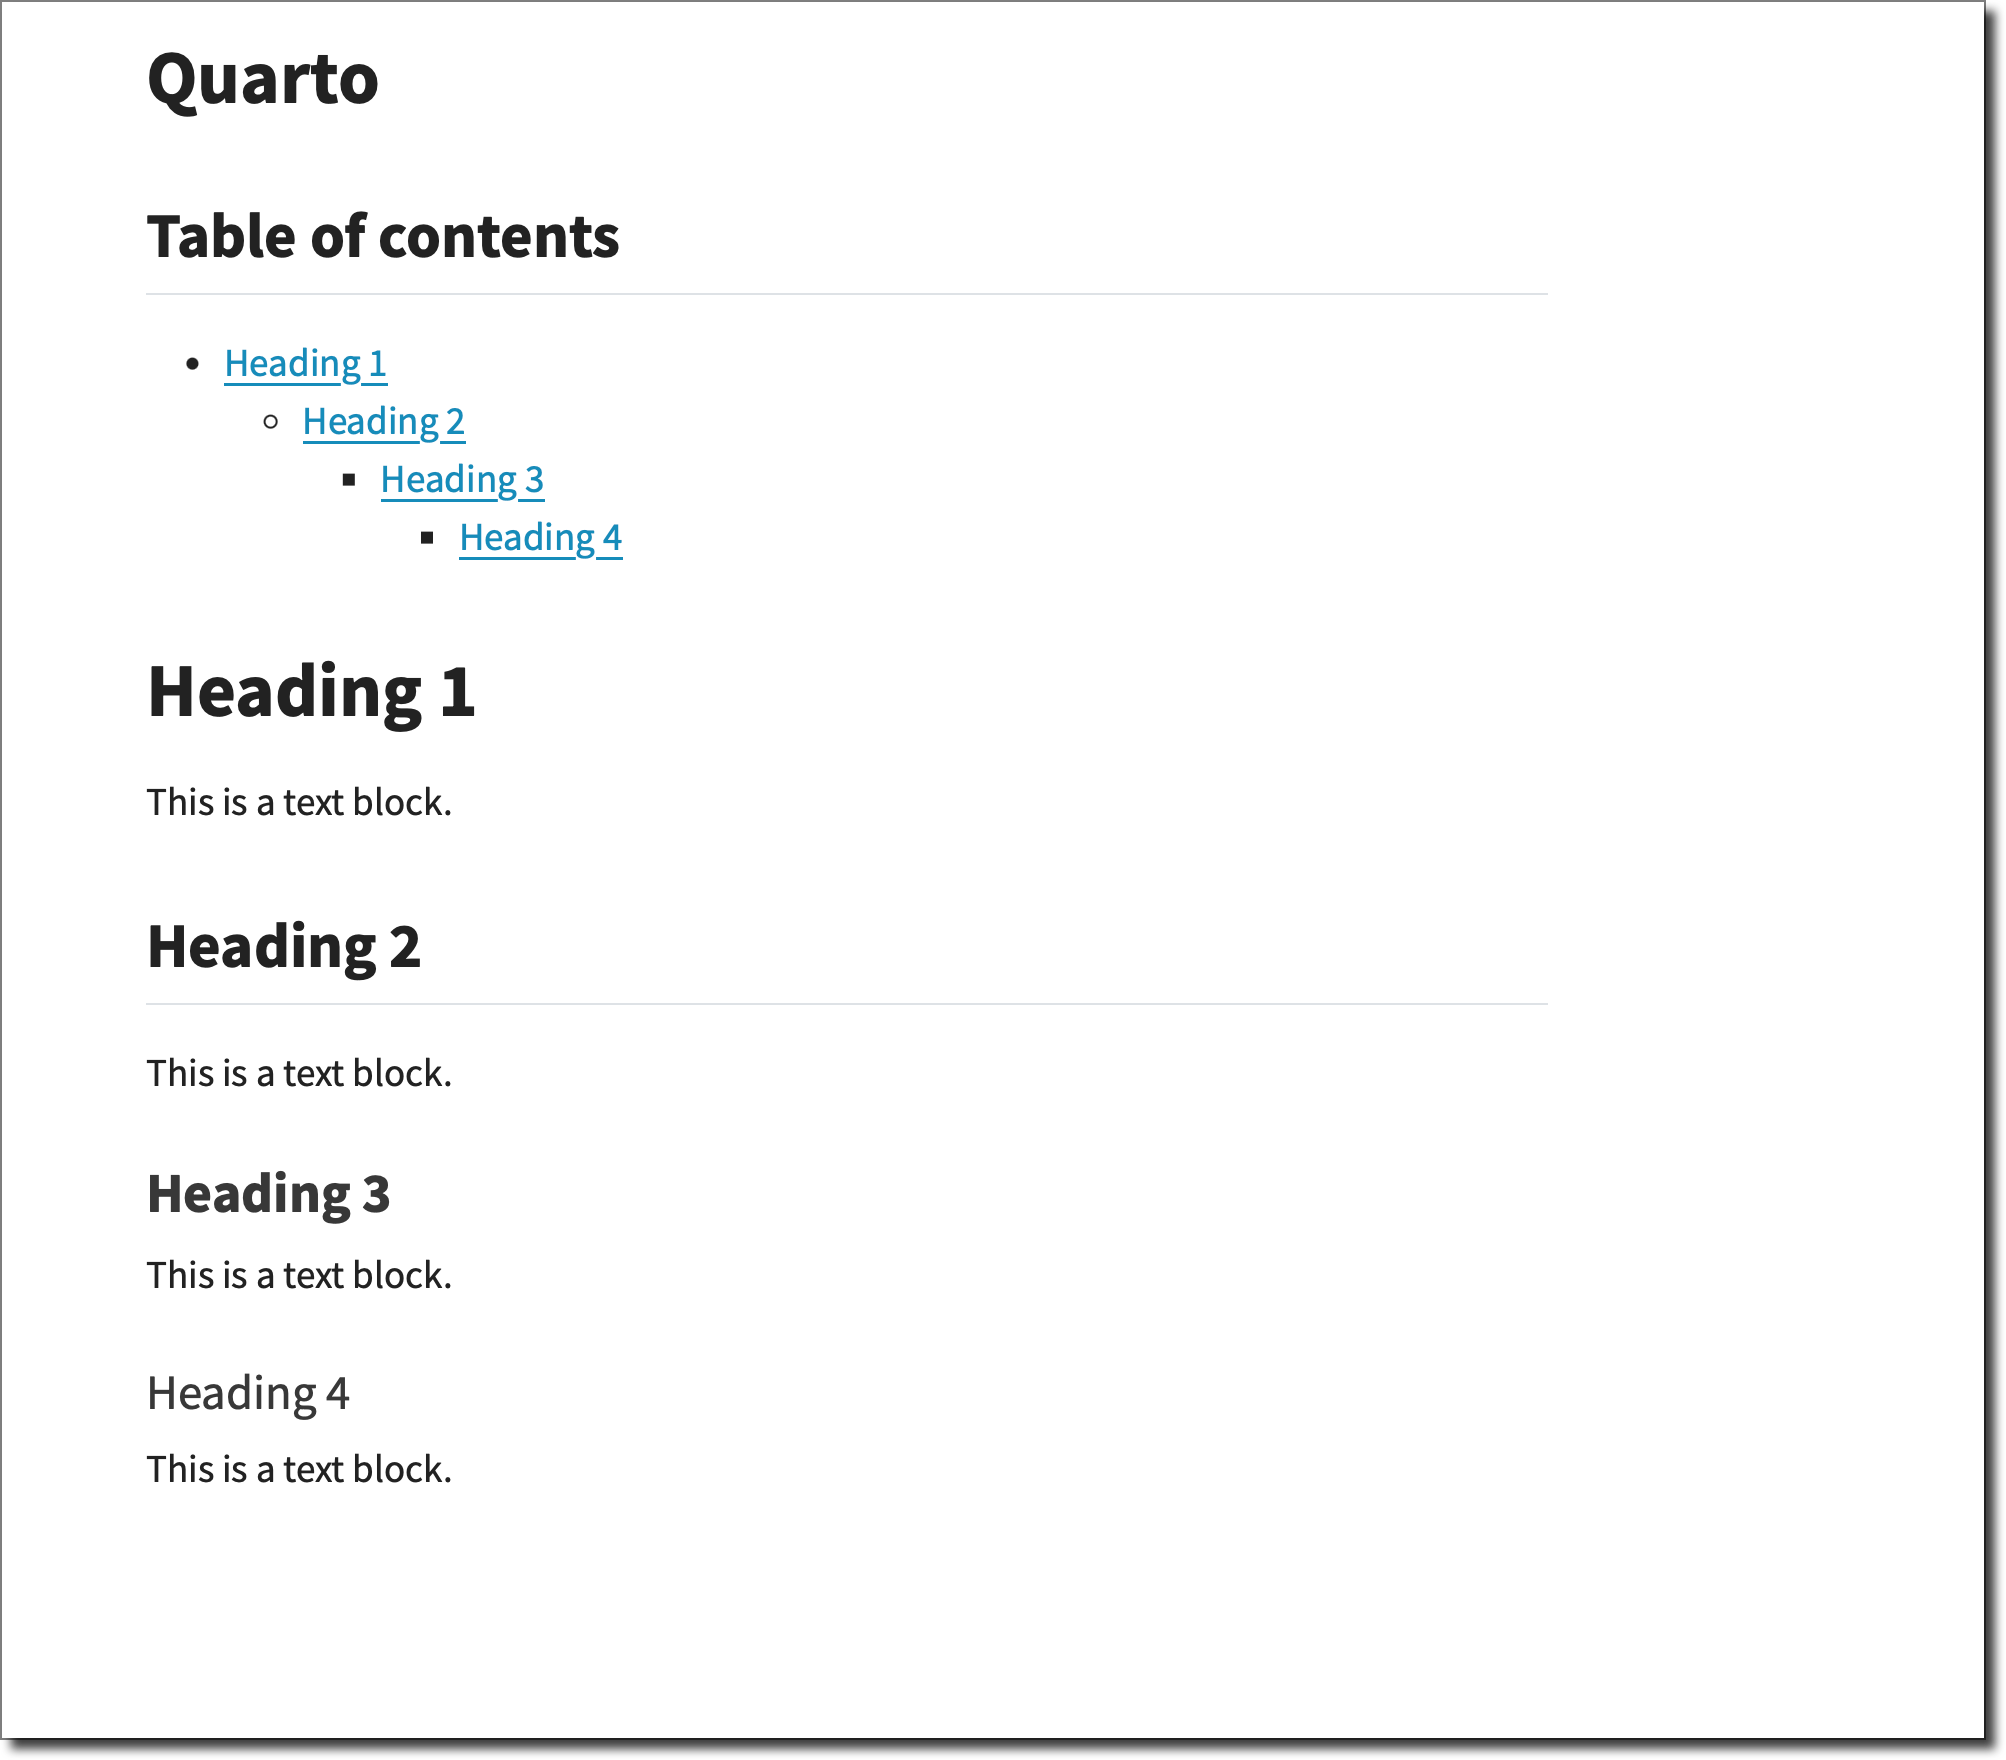 Quarto
Table of contents
Heading 1
Heading 2
Heading 3
Heading 4
Heading 1
This is a text block.
Heading 2
This is a text block.
Heading 3
This is a text block.
Heading 4
This is a text block.